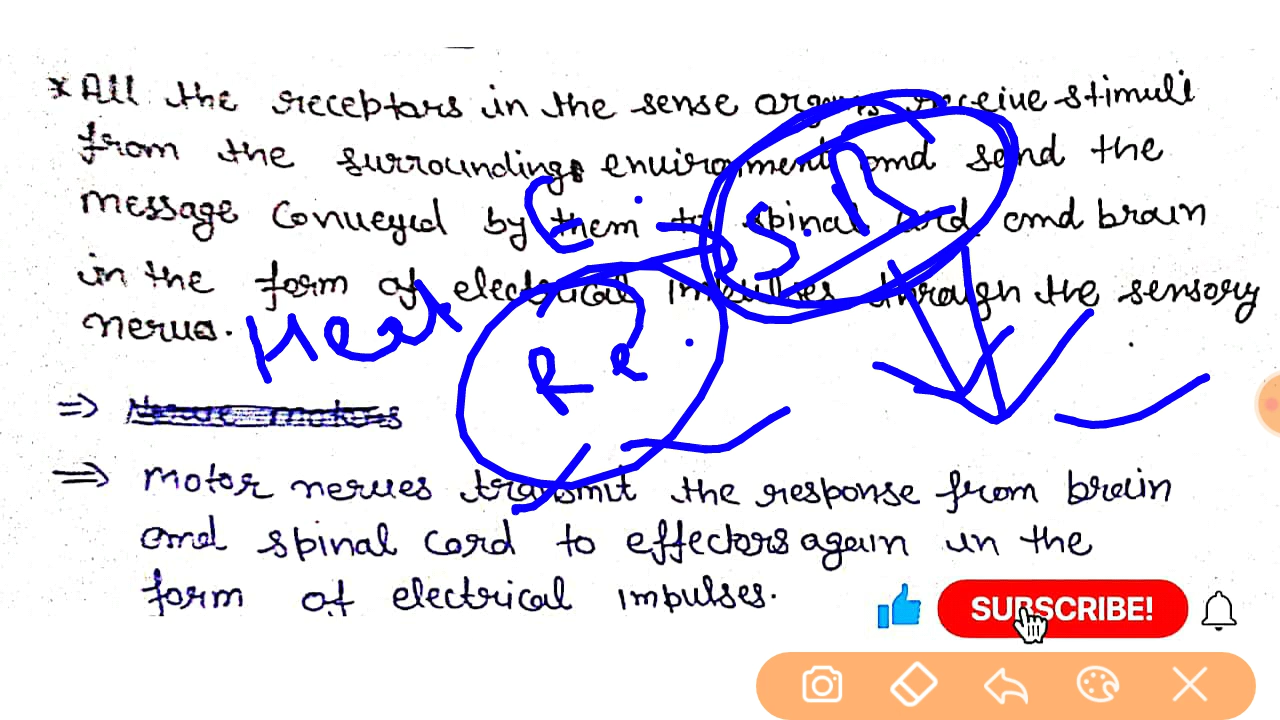 * All the receptors in the sense organs receive stimuli
from the surroundings environment and send the
message conveyed by them to spinal cord and brain
in the form of electrical impulses through the sensory
nerve.
Heat
Re
⇒
⇒ motor nerves transmit the response from brain
and spinal cord to effectors again in the
form of electrical impulses.
SUBSCRIBE!